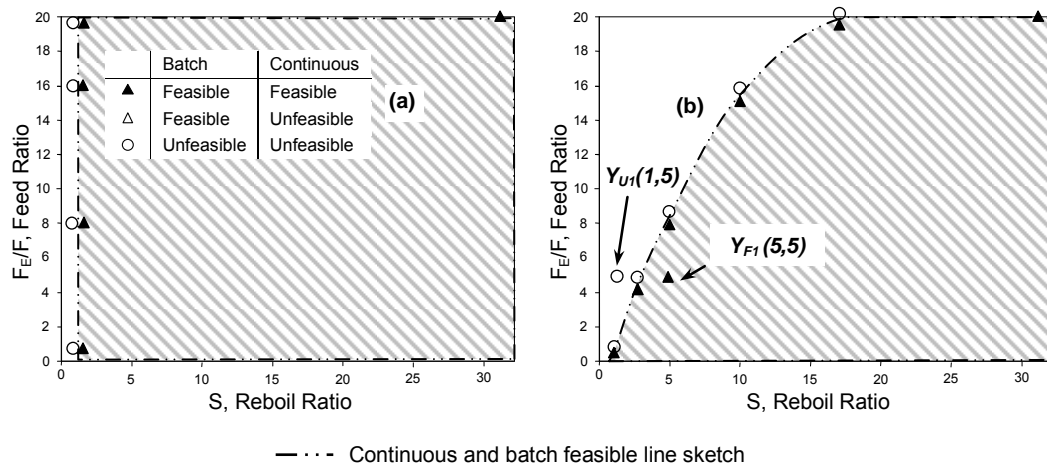 20
18
16
14
12
10
8
6
4
2
0
F_E/F, Feed Ratio
Batch Continuous
▲ Feasible Feasible
△ Feasible Unfeasible
○ Unfeasible Unfeasible
(a)
0 5 10 15 20 25 30
S, Reboil Ratio
20
18
16
14
12
10
8
6
4
2
0
F_E/F, Feed Ratio
(b)
Y_U1(1,5)
Y_F1(5,5)
0 5 10 15 20 25 30
S, Reboil Ratio
Continuous and batch feasible line sketch